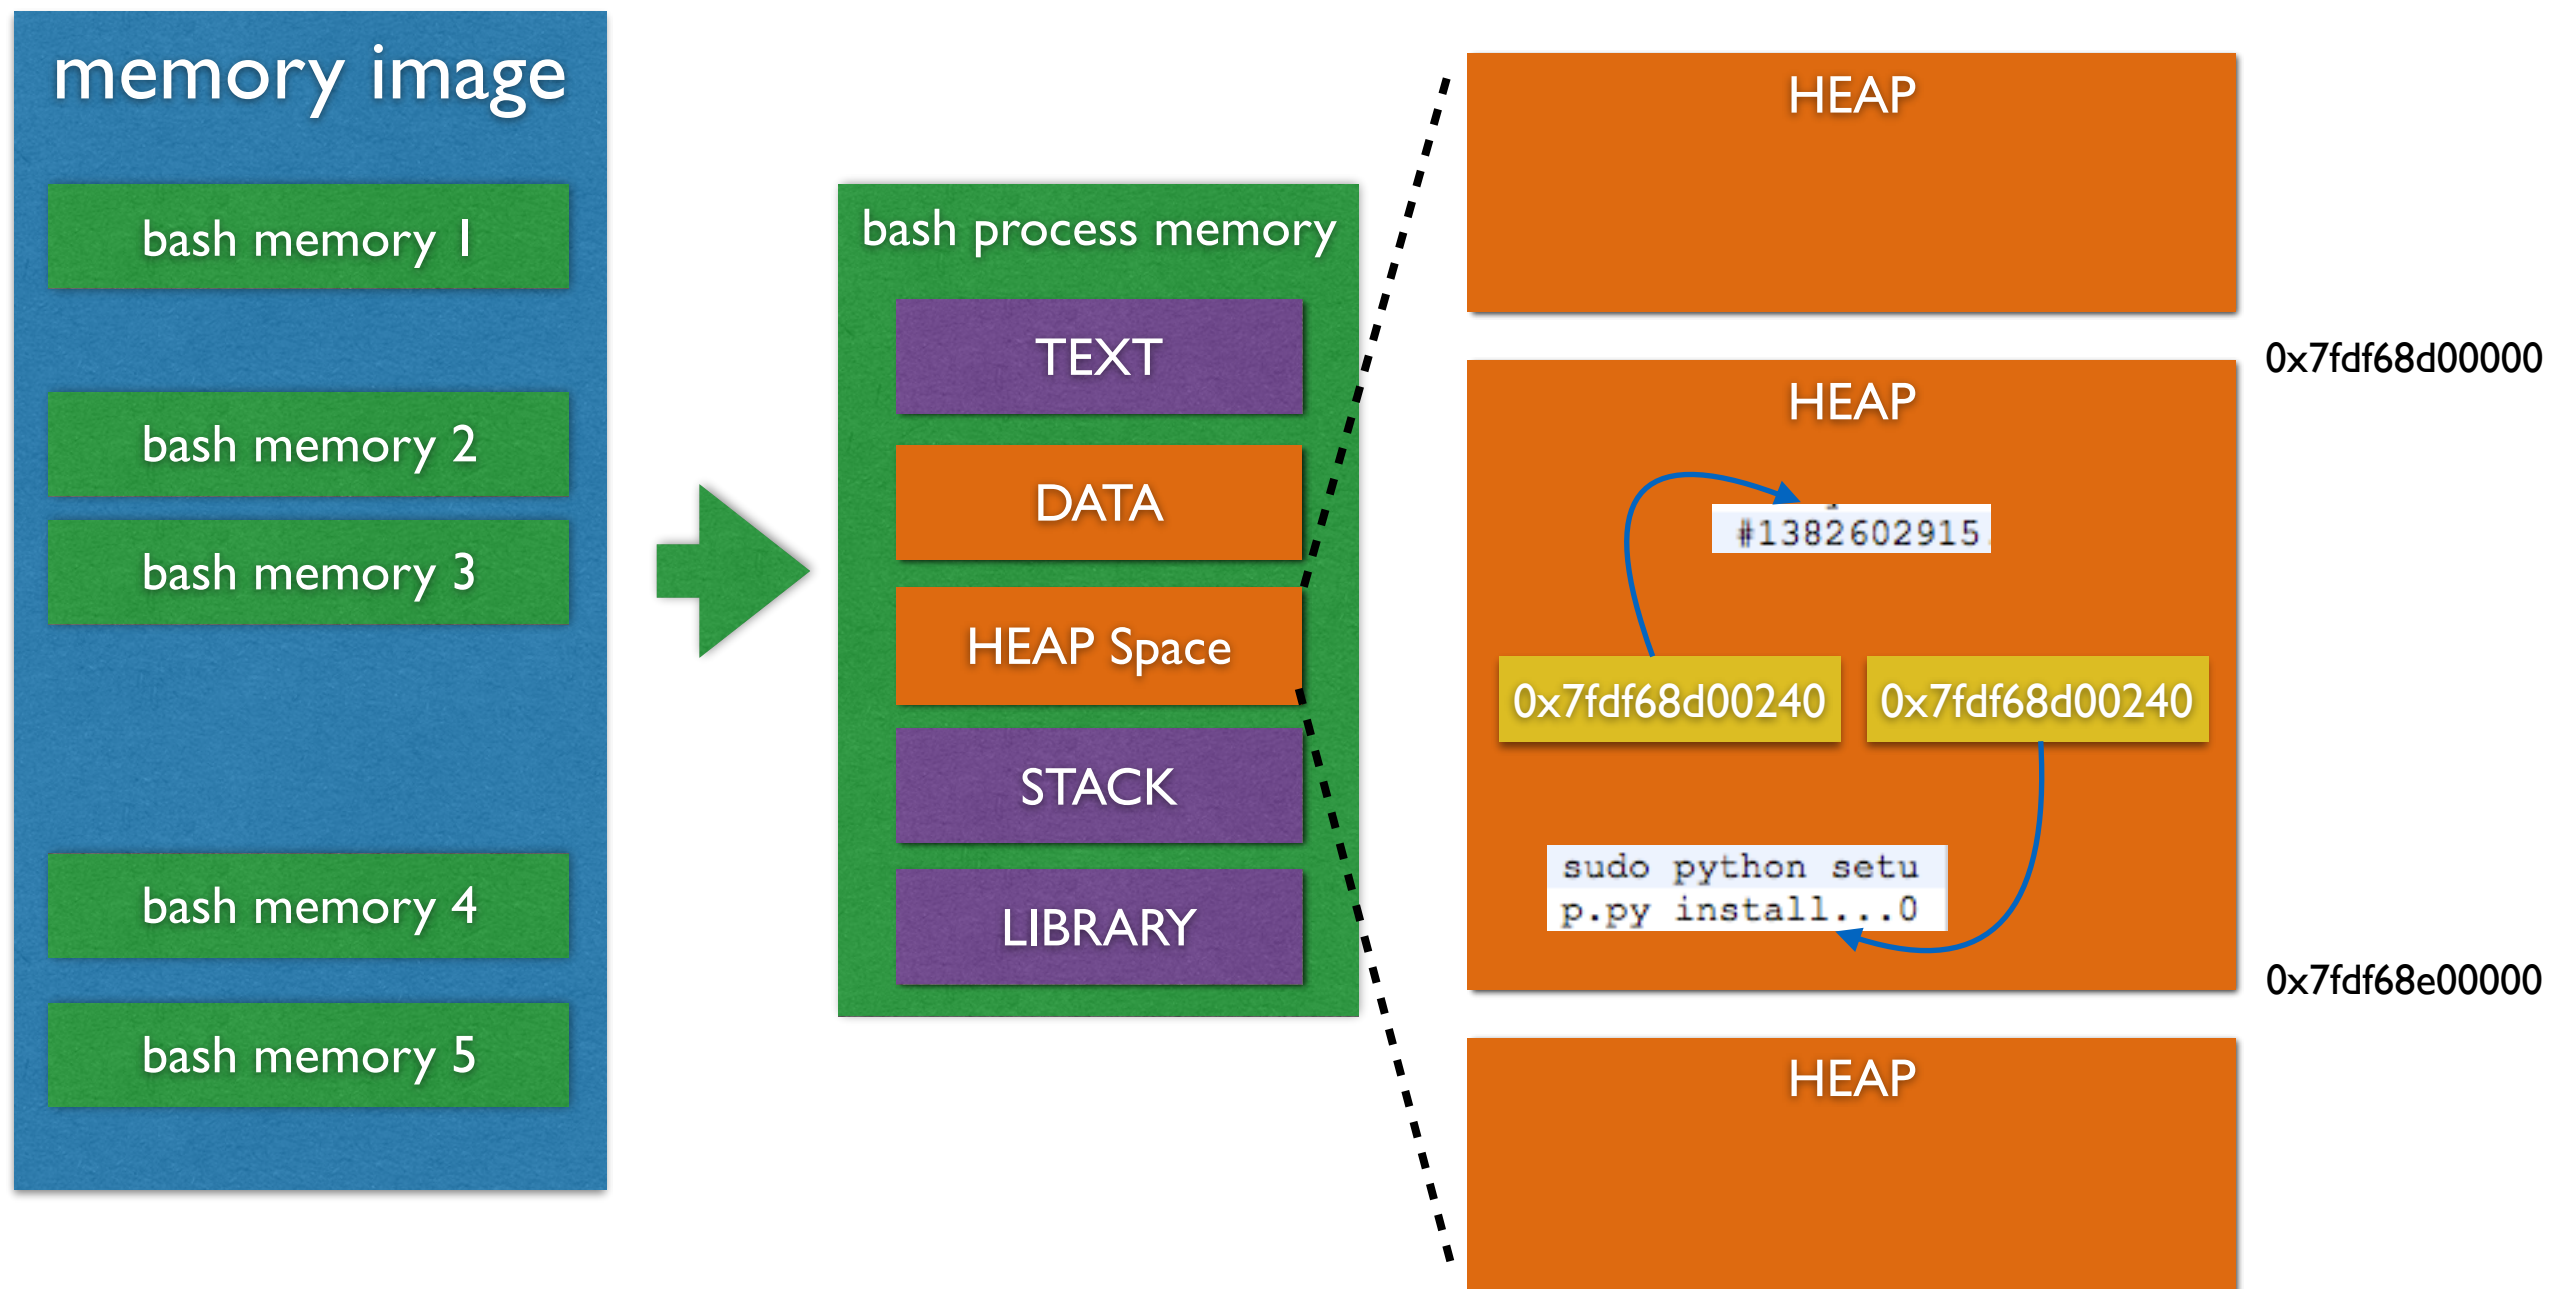 memory image
bash memory 1
bash memory 2
bash memory 3
bash memory 4
bash memory 5
bash process memory
TEXT
DATA
HEAP Space
STACK
LIBRARY
HEAP
0x7fdf68d00000
HEAP
#1382602915.
0x7fdf68d00240
0x7fdf68d00240
sudo python setu
p.py install...0
0x7fdf68e00000
HEAP